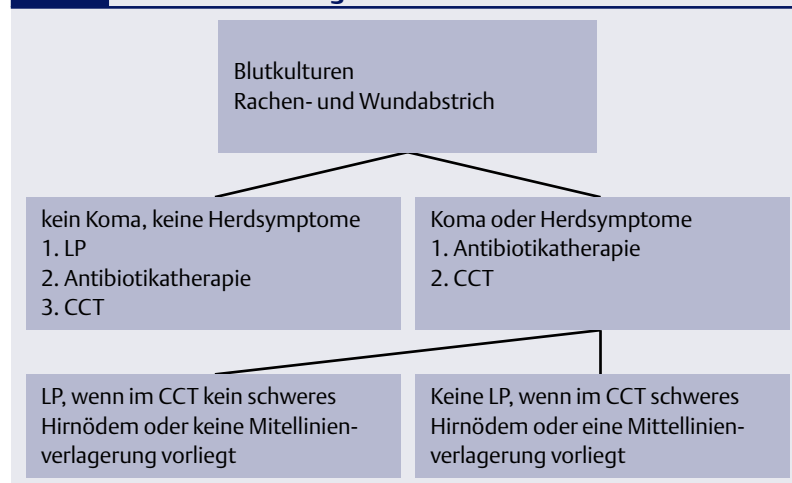 Blutkulturen
Rachen- und Wundabstrich
kein Koma, keine Herdsymptome
1. LP
2. Antibiotikatherapie
3. CCT
Koma oder Herdsymptome
1. Antibiotikatherapie
2. CCT
LP, wenn im CCT kein schweres
Hirnödem oder keine Mitellinien-
verlagerung vorliegt
Keine LP, wenn im CCT schweres
Hirnödem oder eine Mittellinien-
verlagerung vorliegt